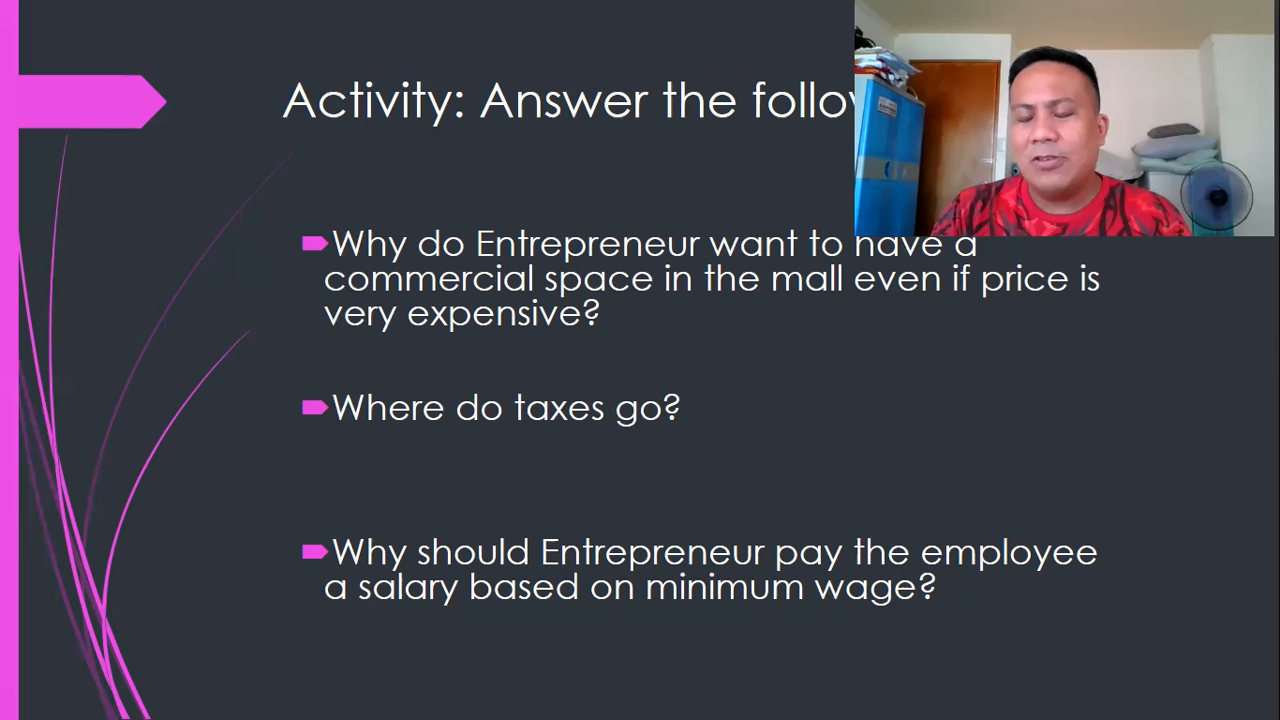 Activity: Answer the
Why do Entrepreneur want to have a
commercial space in the mall even if price is
very expensive?
Where do taxes go?
Why should Entrepreneur pay the employee
a salary based on minimum wage?